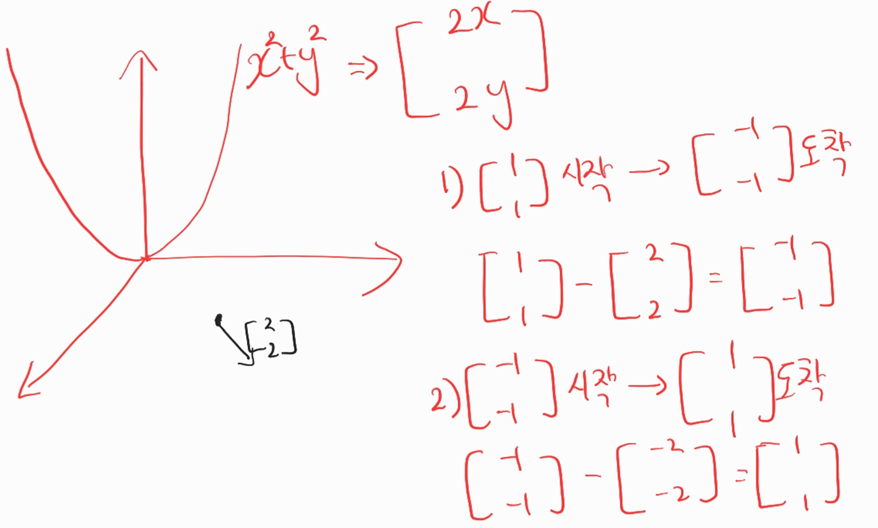 x²+y² ⇒ [2x 2y]
1) [1 1] 시작 → [-1 -1] 도착
[1 1] - [2 2] = [-1 -1]
[2 -2]
2) [-1 -1] 시작 → [1 1] 도착
[-1 -1] - [-2 -2] = [1 1]